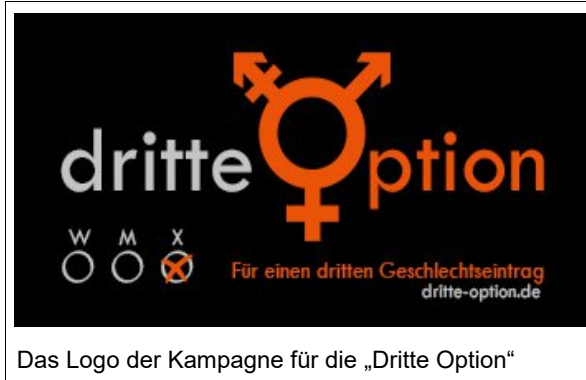 dritte Option
W M X
Für einen dritten Geschlechtseintrag
dritte-option.de
Das Logo der Kampagne für die „Dritte Option“